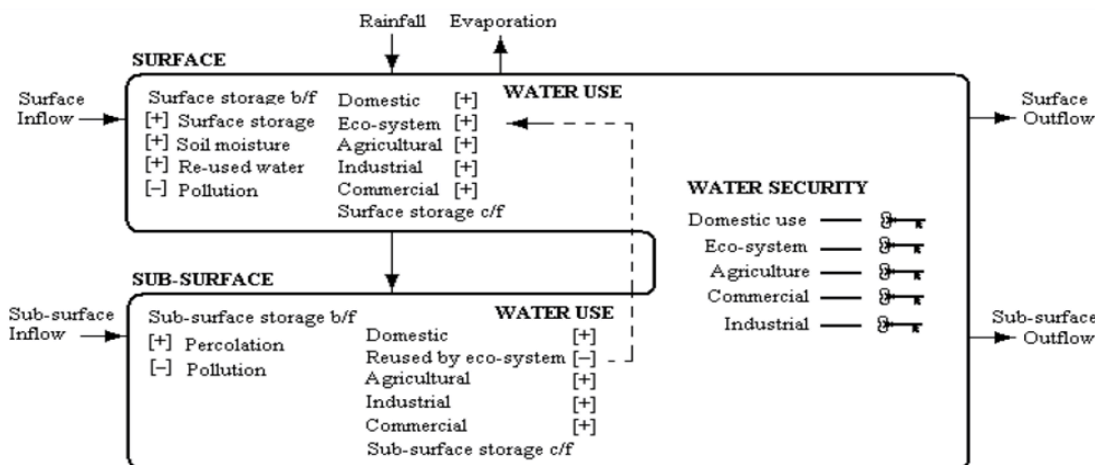 Rainfall Evaporation
SURFACE
Surface Inflow
Surface storage b/f
[+] Surface storage
[+] Soil moisture
[+] Re-used water
[–] Pollution
WATER USE
Domestic [+]
Eco-system [+]
Agricultural [+]
Industrial [+]
Commercial [+]
Surface storage c/f
Surface
Outflow
WATER SECURITY
Domestic use
Eco-system
Agriculture
Commercial
Industrial
SUB-SURFACE
Sub-surface
Inflow
Sub-surface storage b/f
[+] Percolation
[–] Pollution
WATER USE
Domestic [+]
Reused by eco-system [–]
Agricultural [+]
Industrial [+]
Commercial [+]
Sub-surface storage c/f
Sub-surface
Outflow